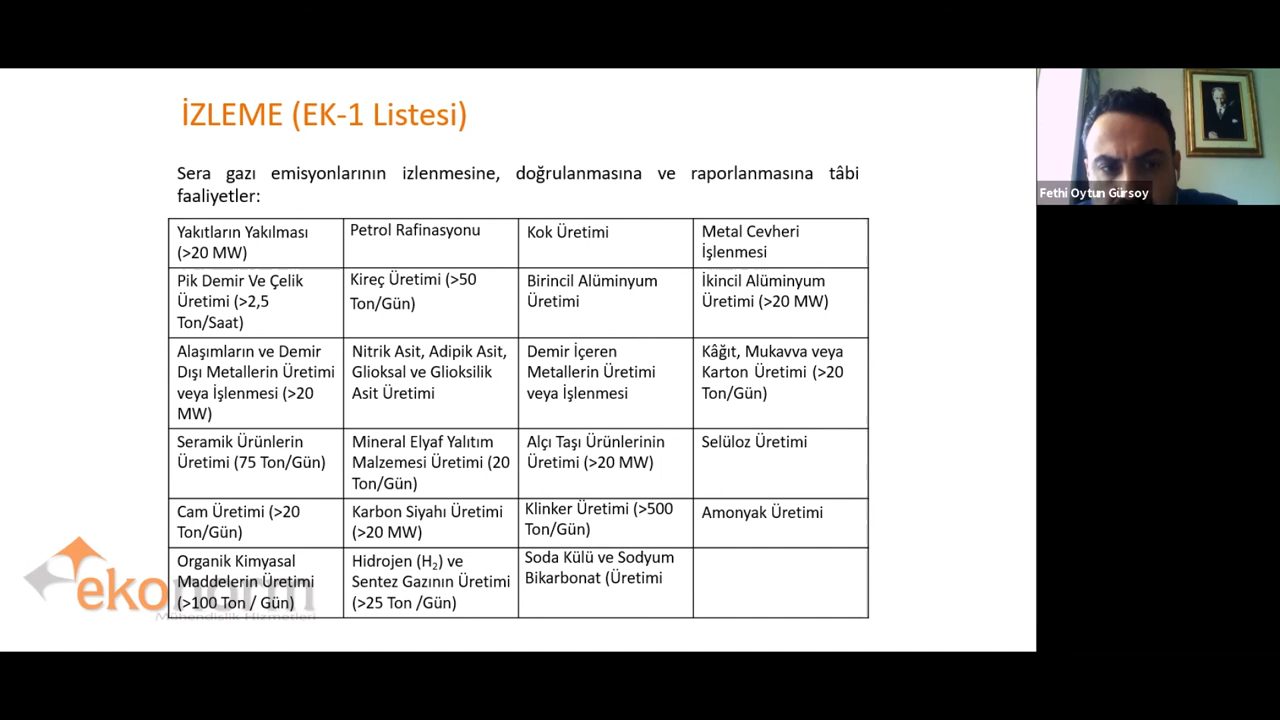 İZLEME (EK-1 Listesi)
Sera gazı emisyonlarının izlenmesine, doğrulanmasına ve raporlanmasına tâbi
faaliyetler:
Yakıtların Yakılması
(>20 MW)
Petrol Rafinasyonu
Kok Üretimi
Metal Cevheri
İşlenmesi
Pik Demir Ve Çelik
Üretimi (>2,5
Ton/Saat)
Kireç Üretimi (>50
Ton/Gün)
Birincil Alüminyum
Üretimi
İkincil Alüminyum
Üretimi (>20 MW)
Alaşımların ve Demir
Dışı Metallerin Üretimi
veya İşlenmesi (>20
MW)
Nitrik Asit, Adipik Asit,
Glioksal ve Glioksilik
Asit Üretimi
Demir İçeren
Metallerin Üretimi
veya İşlenmesi
Kâğıt, Mukavva veya
Karton Üretimi (>20
Ton/Gün)
Seramik Ürünlerin
Üretimi (75 Ton/Gün)
Mineral Elyaf Yalıtım
Malzemesi Üretimi (20
Ton/Gün)
Alçı Taşı Ürünlerinin
Üretimi (>20 MW)
Selüloz Üretimi
Cam Üretimi (>20
Ton/Gün)
Karbon Siyahı Üretimi
(>20 MW)
Klinker Üretimi (>500
Ton/Gün)
Amonyak Üretimi
Organik Kimyasal
Maddelerin Üretimi
(>100 Ton / Gün)
Hidrojen (H₂) ve
Sentez Gazının Üretimi
(>25 Ton /Gün)
Soda Külü ve Sodyum
Bikarbonat (Üretimi
ekonorm
Mühendislik Hizmetleri
Fethi Oytun Gürsoy